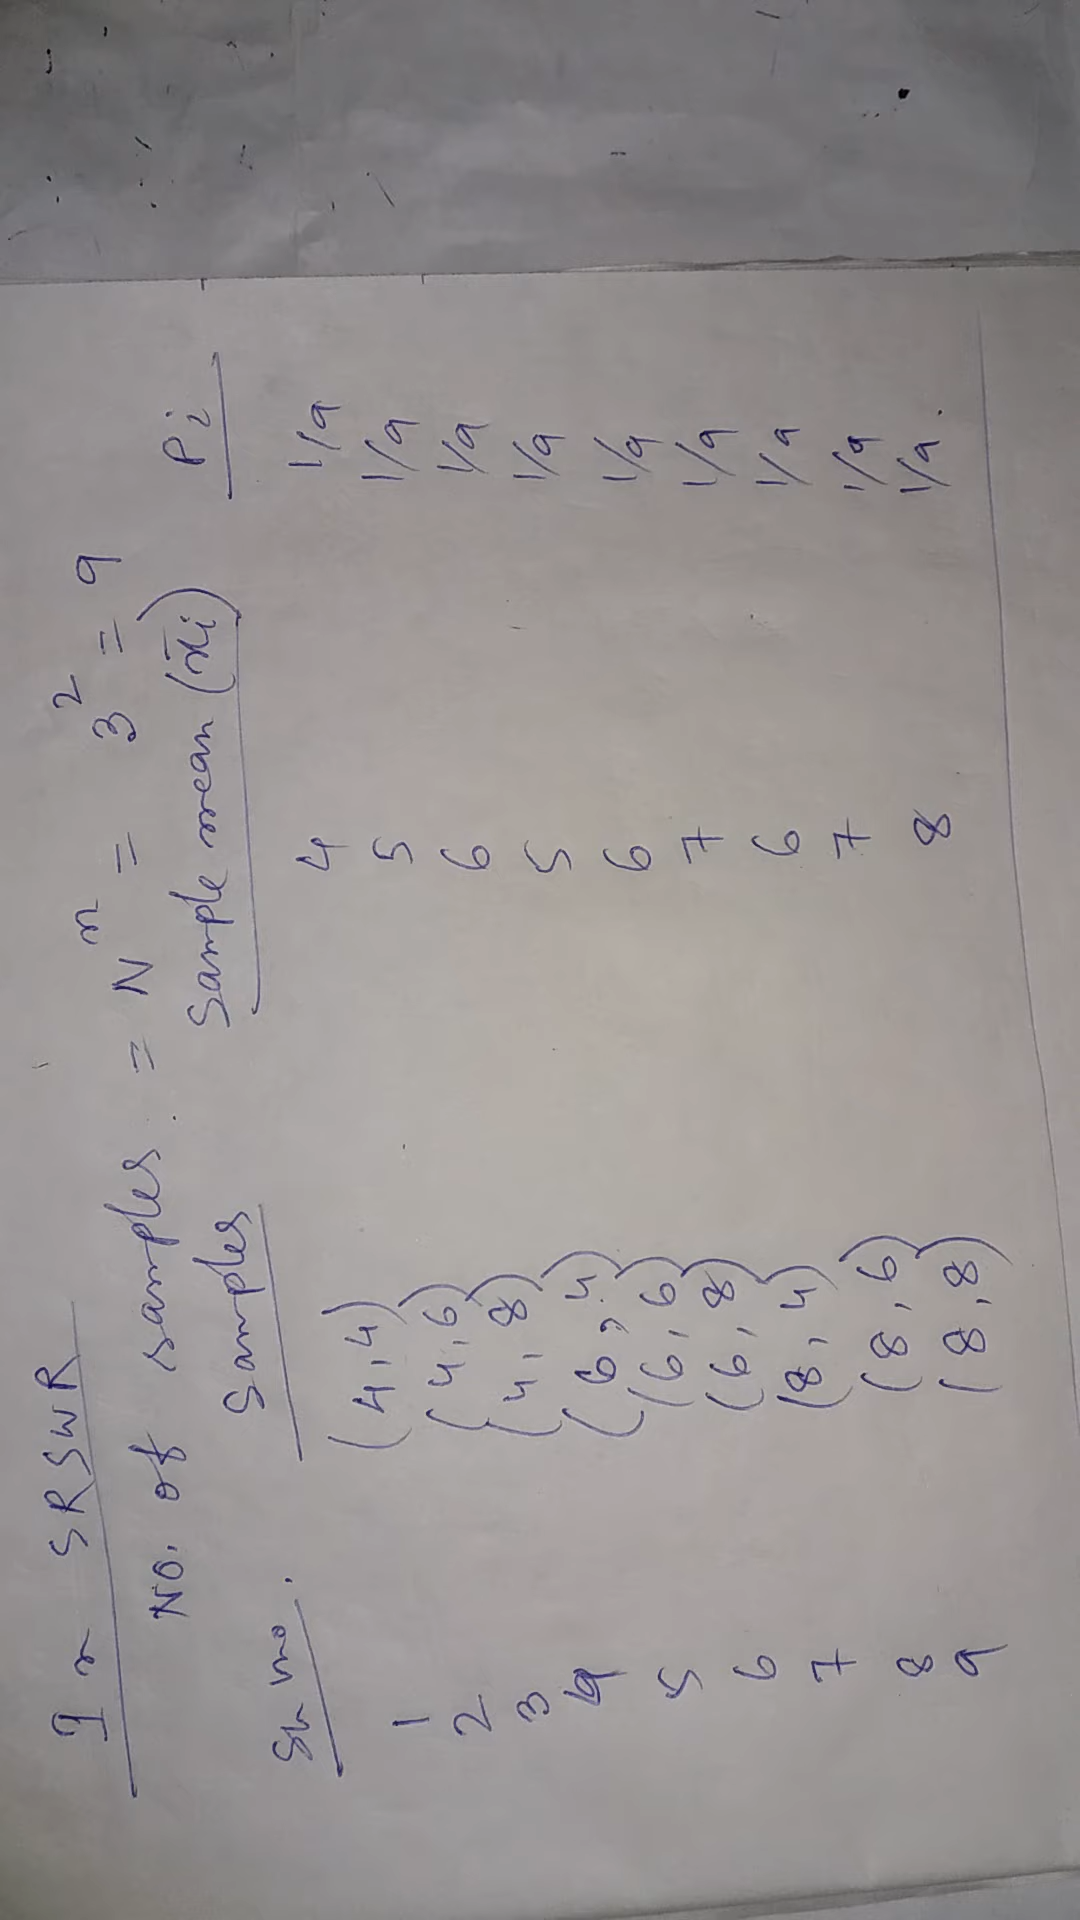 In SRSWR
No. of samples. = N^n = 3^2 = 9
Sr no. Samples Sample mean (x̄i) Pi
1 (4,4) 4 1/9
2 (4,6) 5 1/9
3 (4,8) 6 1/9
4 (6,4) 5 1/9
5 (6,6) 6 1/9
6 (6,8) 7 1/9
7 (8,4) 6 1/9
8 (8,6) 7 1/9
9 (8,8) 8 1/9.